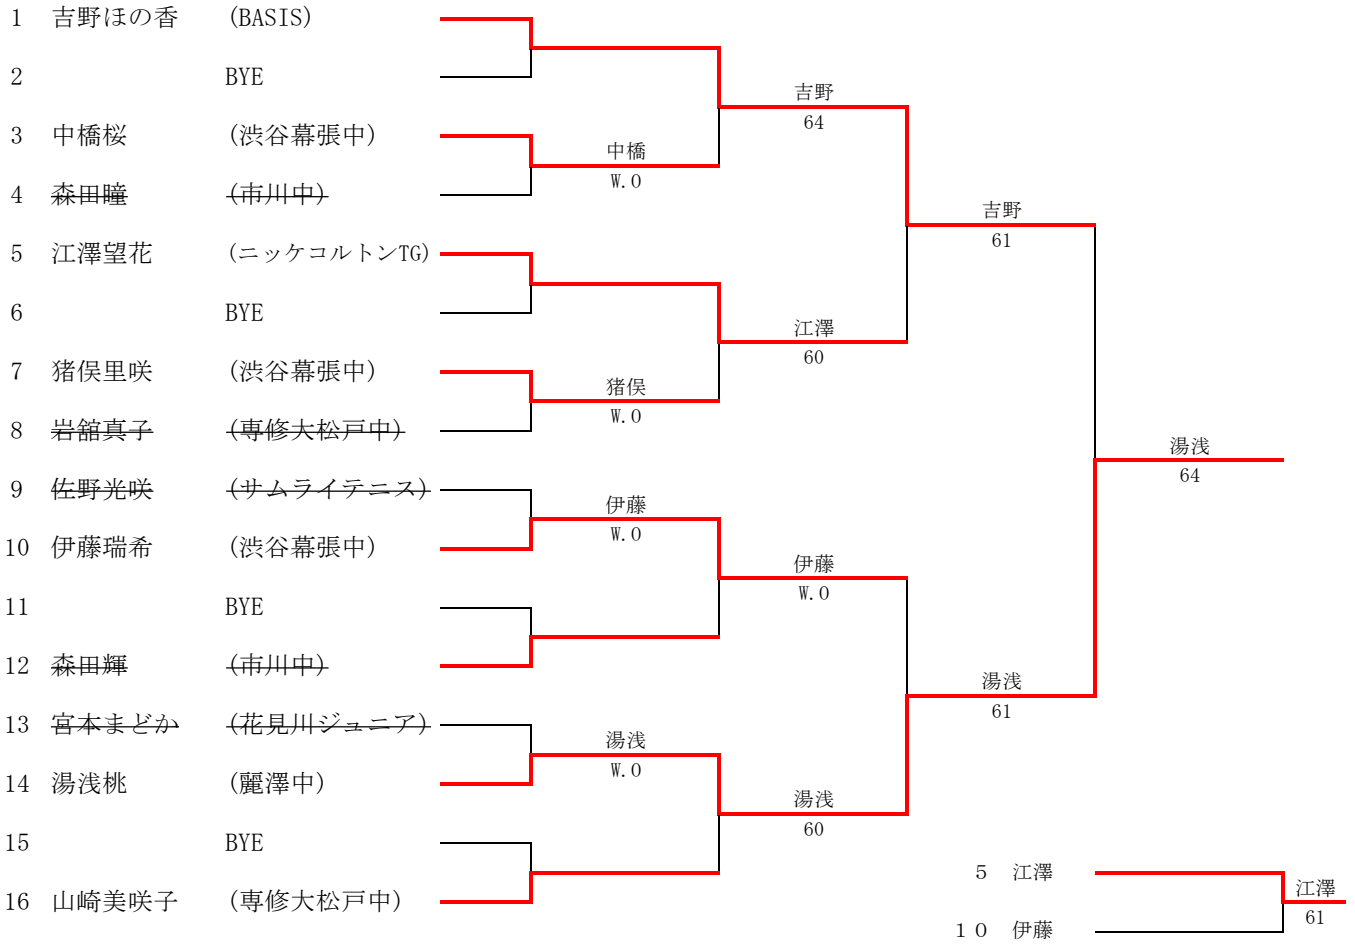 1 吉野ほの香 (BASIS)
2 BYE
吉野
64
3 中橋桜 (渋谷幕張中)
中橋
W.O
4 森田瞳 (市川中)
吉野
61
5 江澤望花 (ニッケコルトンTG)
6 BYE
江澤
60
7 猪俣里咲 (渋谷幕張中)
猪俣
W.O
8 岩舘真子 (専修大松戸中)
湯浅
64
9 佐野光咲 (サムライテニス)
伊藤
W.O
10 伊藤瑞希 (渋谷幕張中)
伊藤
W.O
11 BYE
12 森田輝 (市川中)
湯浅
61
13 宮本まどか (花見川ジュニア)
湯浅
W.O
14 湯浅桃 (麗澤中)
湯浅
60
15 BYE
5 江澤
江澤
61
16 山崎美咲子 (専修大松戸中)
１０ 伊藤